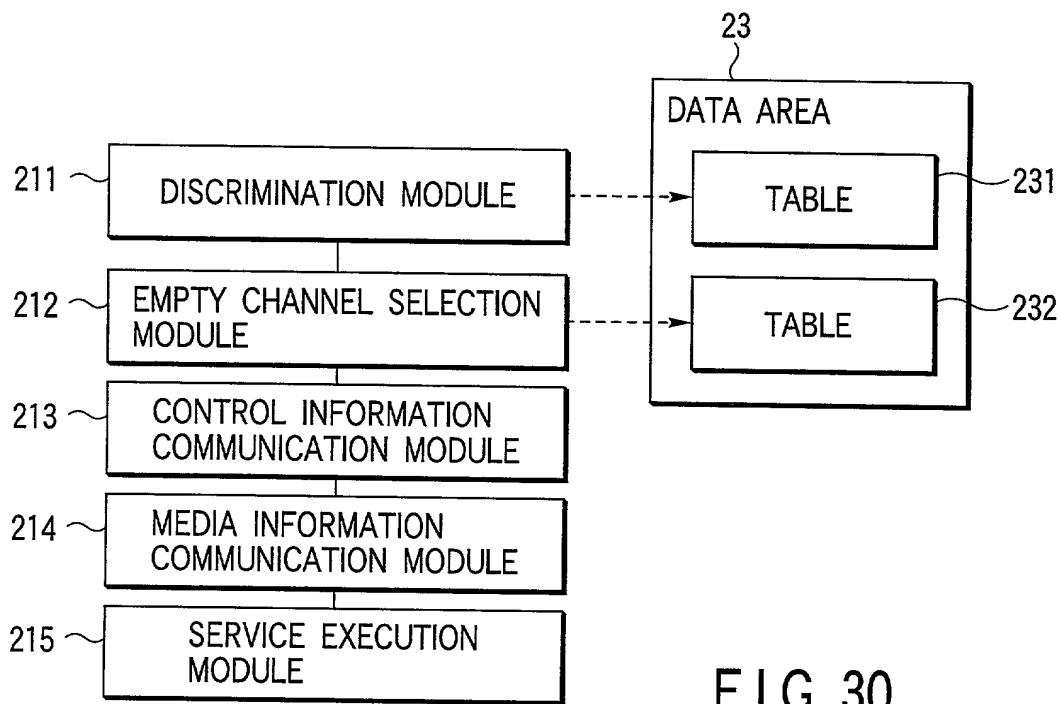 23
DATA AREA
211
DISCRIMINATION MODULE
TABLE
231
212
EMPTY CHANNEL SELECTION
MODULE
TABLE
232
213
CONTROL INFORMATION
COMMUNICATION MODULE
214
MEDIA INFORMATION
COMMUNICATION MODULE
215
SERVICE EXECUTION
MODULE
FIG. 30